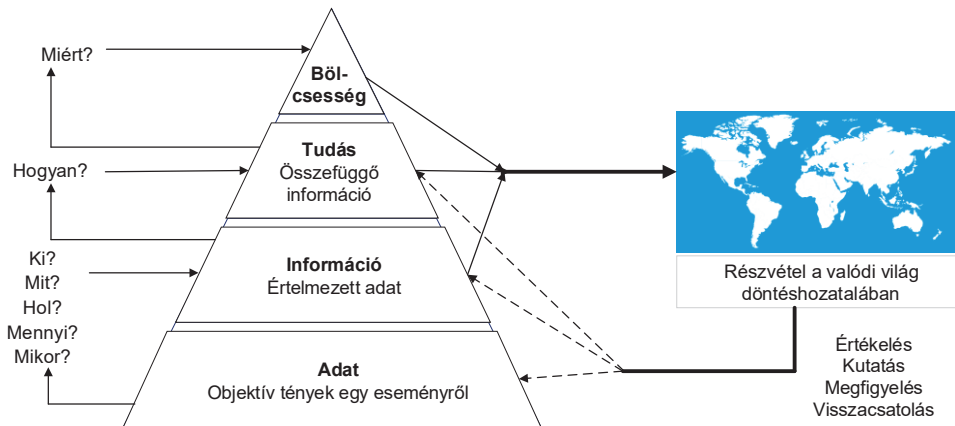 Miért?
Böl-
csesség
Tudás
Összefüggő
információ
Hogyan?
Ki?
Mit?
Hol?
Mennyi?
Mikor?
Információ
Értelmezett adat
Adat
Objektív tények egy eseményről
Részvétel a valódi világ
döntéshozatalában
Értékelés
Kutatás
Megfigyelés
Visszacsatolás